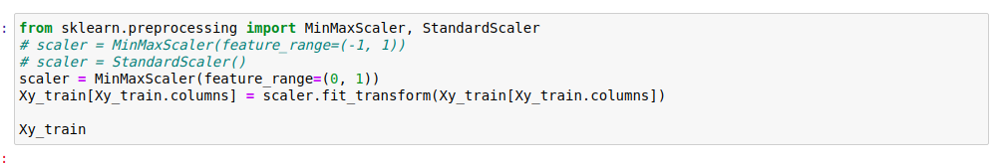 : from sklearn.preprocessing import MinMaxScaler, StandardScaler
# scaler = MinMaxScaler(feature_range=(-1, 1))
# scaler = StandardScaler()
scaler = MinMaxScaler(feature_range=(0, 1))
Xy_train[Xy_train.columns] = scaler.fit_transform(Xy_train[Xy_train.columns])
Xy_train
: